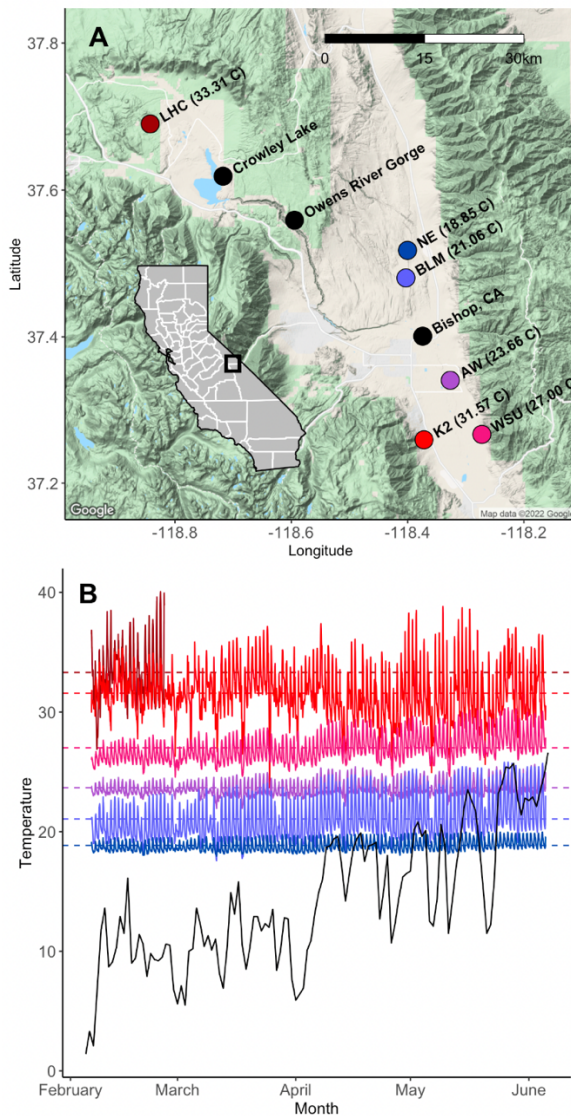 37.8
37.6
37.4
37.2
Latitude
A
0
15
30km
LHC (33.31 C)
Crowley Lake
Owens River Gorge
NE (18.85 C)
BLM (21.06 C)
Bishop, CA
AW (23.66 C)
WSU (27.00 C
K2 (31.57 C)
Google
Map data ©2022 Google
-118.8
-118.6
-118.4
-118.2
Longitude
B
40
30
20
10
0
Temperature
February
March
April
May
June
Month